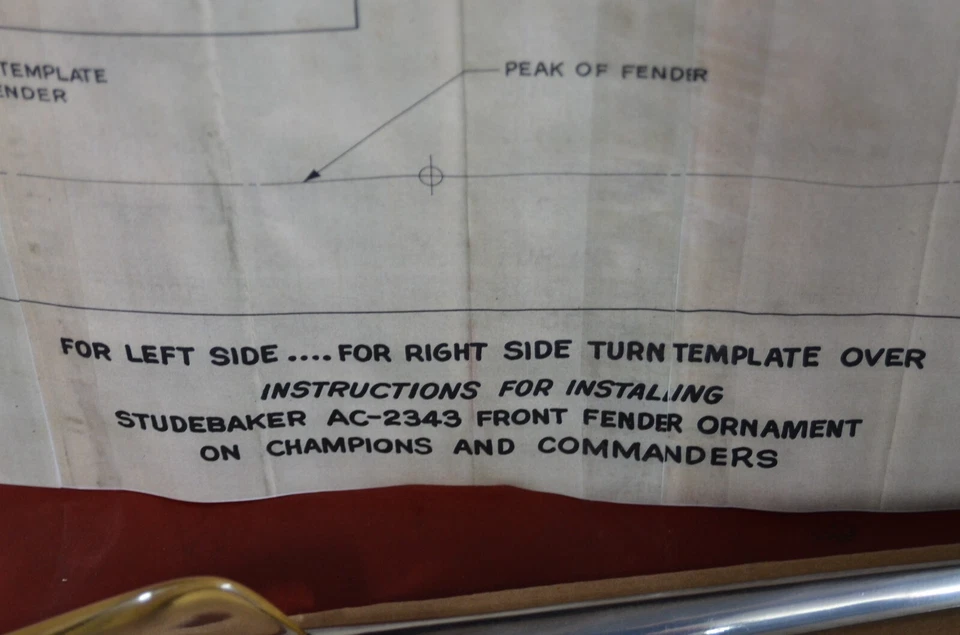 TEMPLATE
ENDER
PEAK OF FENDER
FOR LEFT SIDE .... FOR RIGHT SIDE TURN TEMPLATE OVER
INSTRUCTIONS FOR INSTALLING
STUDEBAKER AC-2343 FRONT FENDER ORNAMENT
ON CHAMPIONS AND COMMANDERS